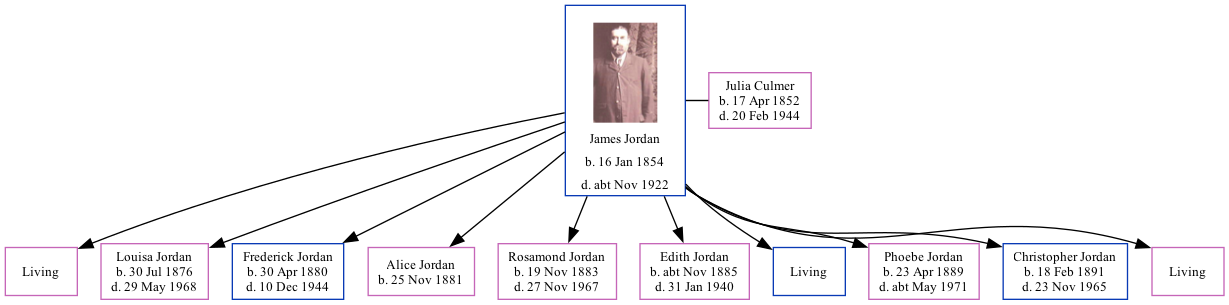 James Jordan
b. 16 Jan 1854
d. abt Nov 1922
Julia Culmer
b. 17 Apr 1852
d. 20 Feb 1944
Living
Louisa Jordan
b. 30 Jul 1876
d. 29 May 1968
Frederick Jordan
b. 30 Apr 1880
d. 10 Dec 1944
Alice Jordan
b. 25 Nov 1881
Rosamond Jordan
b. 19 Nov 1883
d. 27 Nov 1967
Edith Jordan
b. abt Nov 1885
d. 31 Jan 1940
Living
Phoebe Jordan
b. 23 Apr 1889
d. abt May 1971
Christopher Jordan
b. 18 Feb 1891
d. 23 Nov 1965
Living